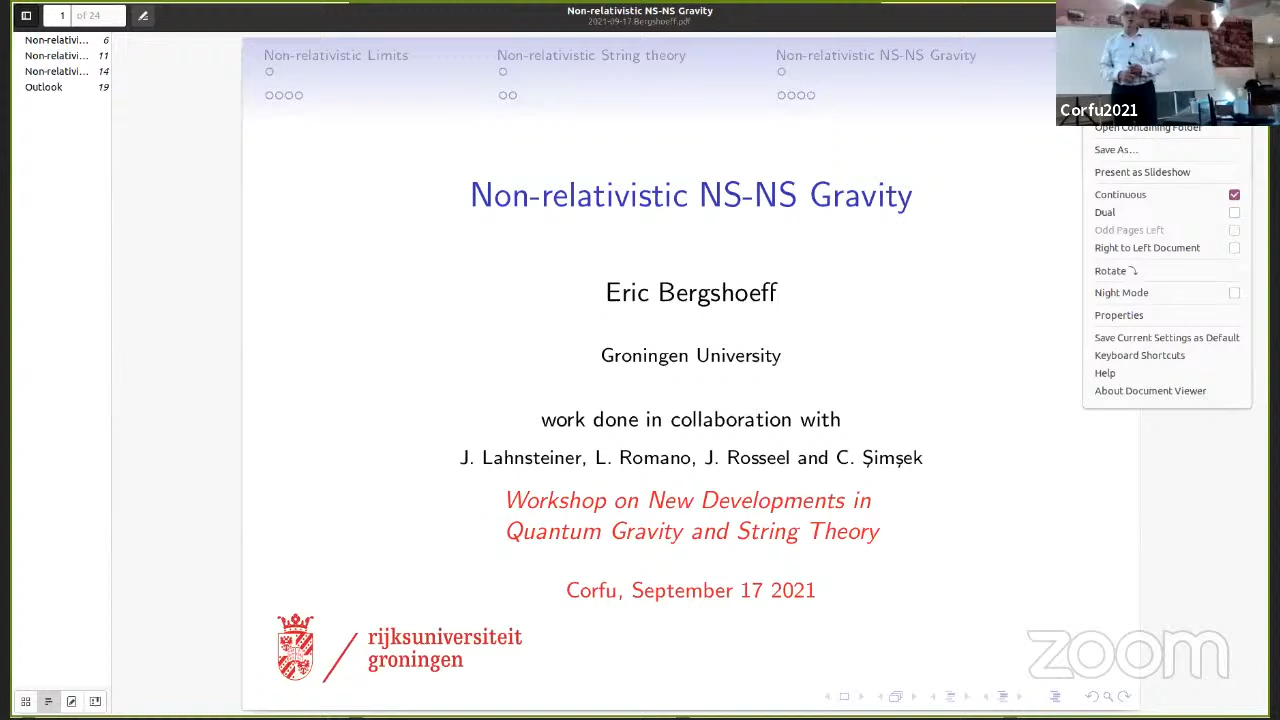 Non-relativistic NS-NS Gravity
2021-09-17.Bergshoeff.pdf
1 of 24
Non-relativi... 6
Non-relativi... 11
Non-relativi... 14
Outlook 19
Non-relativistic Limits
Non-relativistic String theory
Non-relativistic NS-NS Gravity
Corfu2021
Non-relativistic NS-NS Gravity
Eric Bergshoeff
Groningen University
work done in collaboration with
J. Lahnsteiner, L. Romano, J. Rosseel and C. Şimşek
Workshop on New Developments in
Quantum Gravity and String Theory
Corfu, September 17 2021
rijksuniversiteit
groningen
Open Containing Folder
Save As...
Present as Slideshow
Continuous
Dual
Odd Pages Left
Right to Left Document
Rotate
Night Mode
Properties
Save Current Settings as Default
Keyboard Shortcuts
Help
About Document Viewer
zoom